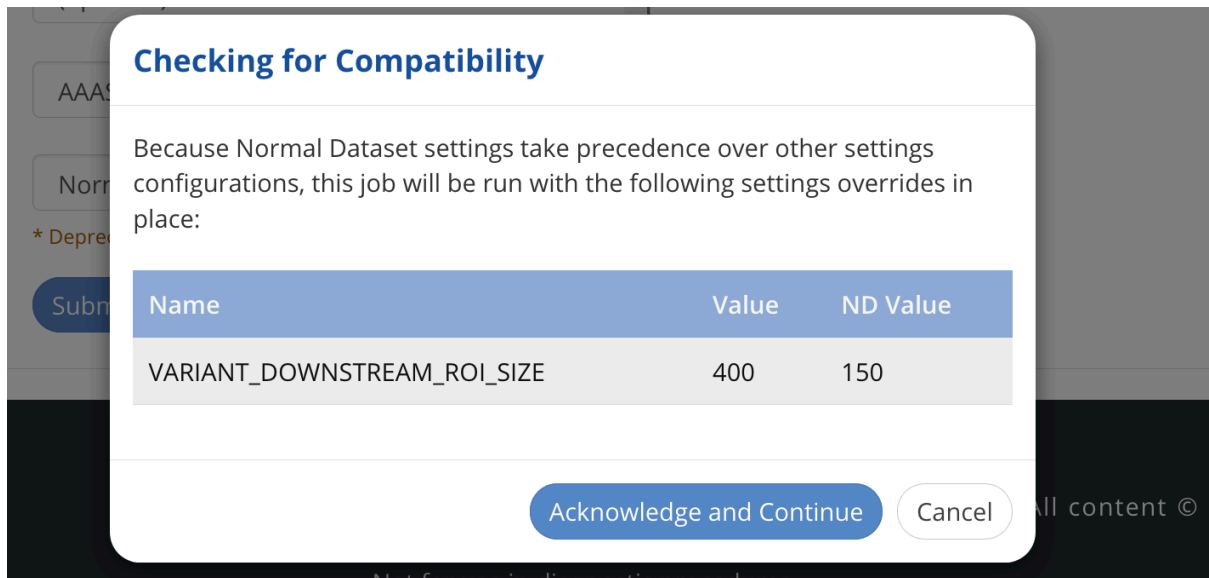 AAAS
Checking for Compatibility
Because Normal Dataset settings take precedence over other settings
configurations, this job will be run with the following settings overrides in
place:
Norr
* Depre
Subm
Name Value ND Value
VARIANT_DOWNSTREAM_ROI_SIZE 400 150
Acknowledge and Continue Cancel
All content ©